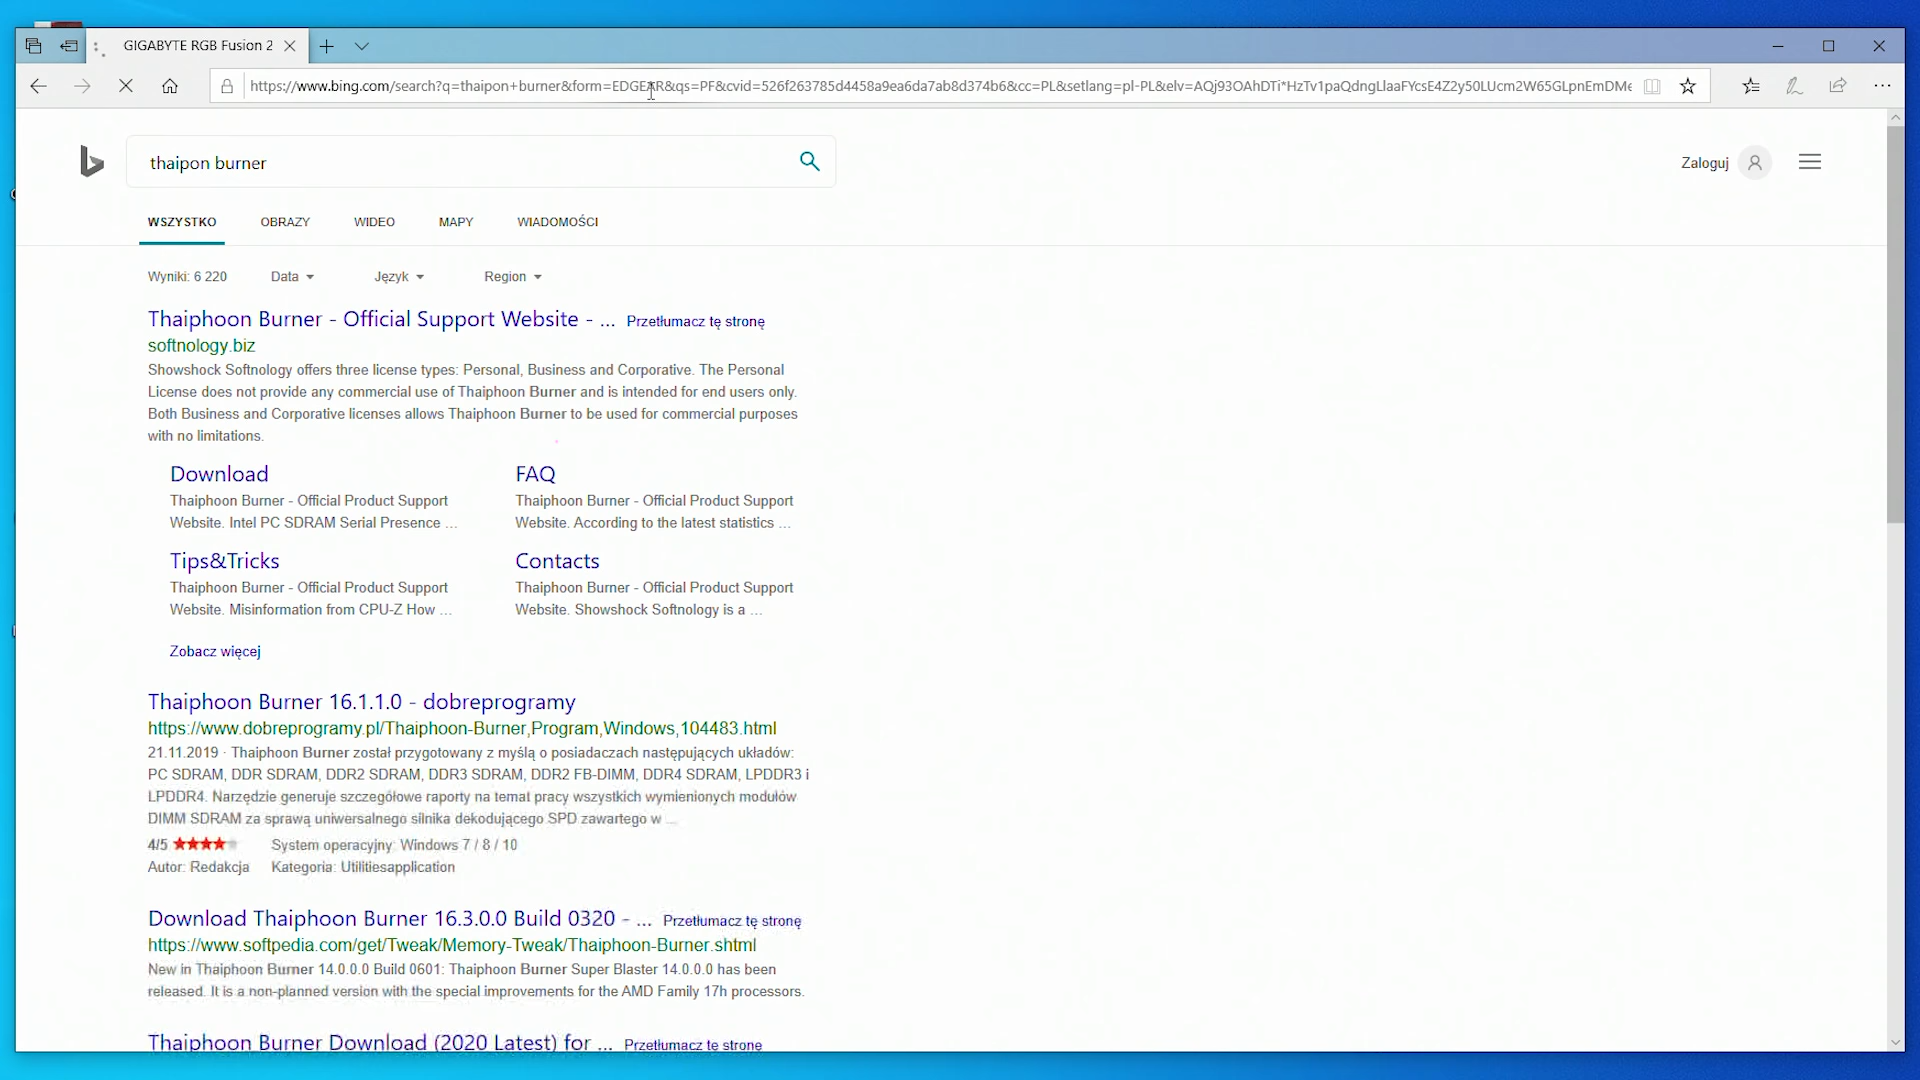 GIGABYTE RGB Fusion 2
https://www.bing.com/search?q=thaipon+burner&form=EDGEAR&qs=PF&cvid=526f263785d4458a9ea6da7ab8d374b6&cc=PL&setlang=pl-PL&elv=AQj93OAhDTi*HzTv1paQdngLlaaFYcsE4Z2y50LUcm2W65GLpnEmDMe
thaipon burner
Zaloguj
WSZYSTKO OBRAZY WIDEO MAPY WIADOMOŚCI
Wyniki: 6 220 Data Język Region
Thaiphoon Burner - Official Support Website - ... Przetłumacz tę stronę
softnology.biz
Showshock Softnology offers three license types: Personal, Business and Corporative. The Personal
License does not provide any commercial use of Thaiphoon Burner and is intended for end users only.
Both Business and Corporative licenses allows Thaiphoon Burner to be used for commercial purposes
with no limitations.
Download
Thaiphoon Burner - Official Product Support
Website. Intel PC SDRAM Serial Presence ...
FAQ
Thaiphoon Burner - Official Product Support
Website. According to the latest statistics ...
Tips&Tricks
Thaiphoon Burner - Official Product Support
Website. Misinformation from CPU-Z How ...
Contacts
Thaiphoon Burner - Official Product Support
Website. Showshock Softnology is a ...
Zobacz więcej
Thaiphoon Burner 16.1.1.0 - dobreprogramy
https://www.dobreprogramy.pl/Thaiphoon-Burner,Program,Windows,104483.html
21.11.2019 · Thaiphoon Burner został przygotowany z myślą o posiadaczach następujących układów:
PC SDRAM, DDR SDRAM, DDR2 SDRAM, DDR3 SDRAM, DDR2 FB-DIMM, DDR4 SDRAM, LPDDR3 i
LPDDR4. Narzędzie generuje szczegółowe raporty na temat pracy wszystkich wymienionych modułów
DIMM SDRAM za sprawą uniwersalnego silnika dekodującego SPD zawartego w ...
4/5 System operacyjny: Windows 7 / 8 / 10
Autor: Redakcja Kategoria: Utilitiesapplication
Download Thaiphoon Burner 16.3.0.0 Build 0320 - ... Przetłumacz tę stronę
https://www.softpedia.com/get/Tweak/Memory-Tweak/Thaiphoon-Burner.shtml
New in Thaiphoon Burner 14.0.0.0 Build 0601: Thaiphoon Burner Super Blaster 14.0.0.0 has been
released. It is a non-planned version with the special improvements for the AMD Family 17h processors.
Thaiphoon Burner Download (2020 Latest) for ... Przetłumacz tę stronę